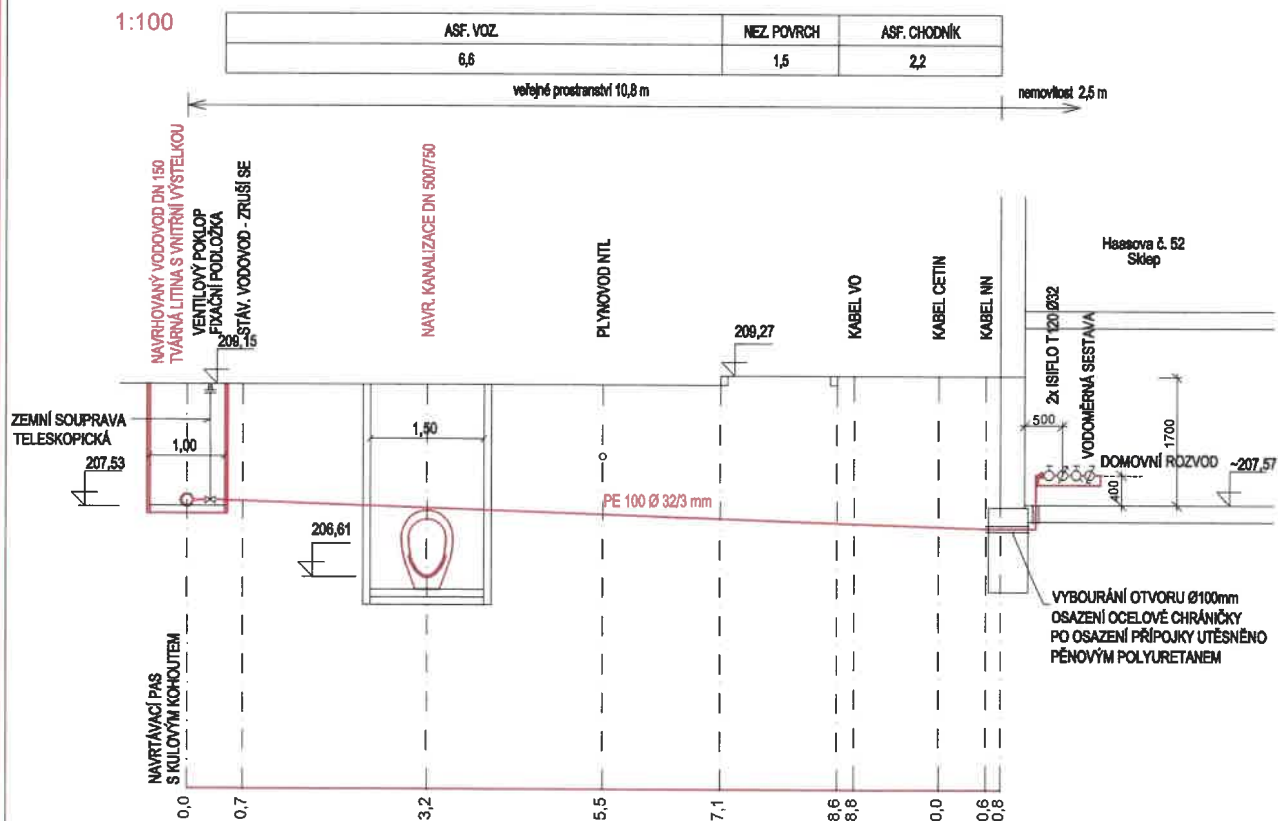 1:100
ASF. VOZ. NEZ. POVRCH ASF. CHODNÍK
6,6 1,5 2,2
veřejné prostranství 10,8 m
nemovitost 2,5 m
NAVRHOVANÝ VODOVOD DN 150
TVÁRNÁ LITINA S VNITŘNÍ VÝSTELKOU
VENTILOVÝ POKLOP
FIXAČNÍ PODLOŽKA
STÁV. VODOVOD - ZRUŠÍ SE
NAVR. KANALIZACE DN 500/750
PLYNOVOD NTL
KABEL VO
KABEL CETIN
KABEL NN
Haasova č. 52
Sklep
2x ISIFLO T120 Ø32
VODOMĚRNÁ SESTAVA
209,15
209,27
ZEMNÍ SOUPRAVA
TELESKOPICKÁ
1,00
1,50
500
1700
207,53
DOMOVNÍ ROZVOD
~207,57
400
PE 100 Ø 32/3 mm
206,61
VYBOURÁNÍ OTVORU Ø100mm
OSAZENÍ OCELOVÉ CHRÁNIČKY
PO OSAZENÍ PŘÍPOJKY UTĚSNĚNO
PĚNOVÝM POLYURETANEM
NAVRTÁVACÍ PAS
S KULOVÝM KOHOUTEM
0,0
0,7
3,2
5,5
7,1
8,6
8,8
0,0
0,6
0,8